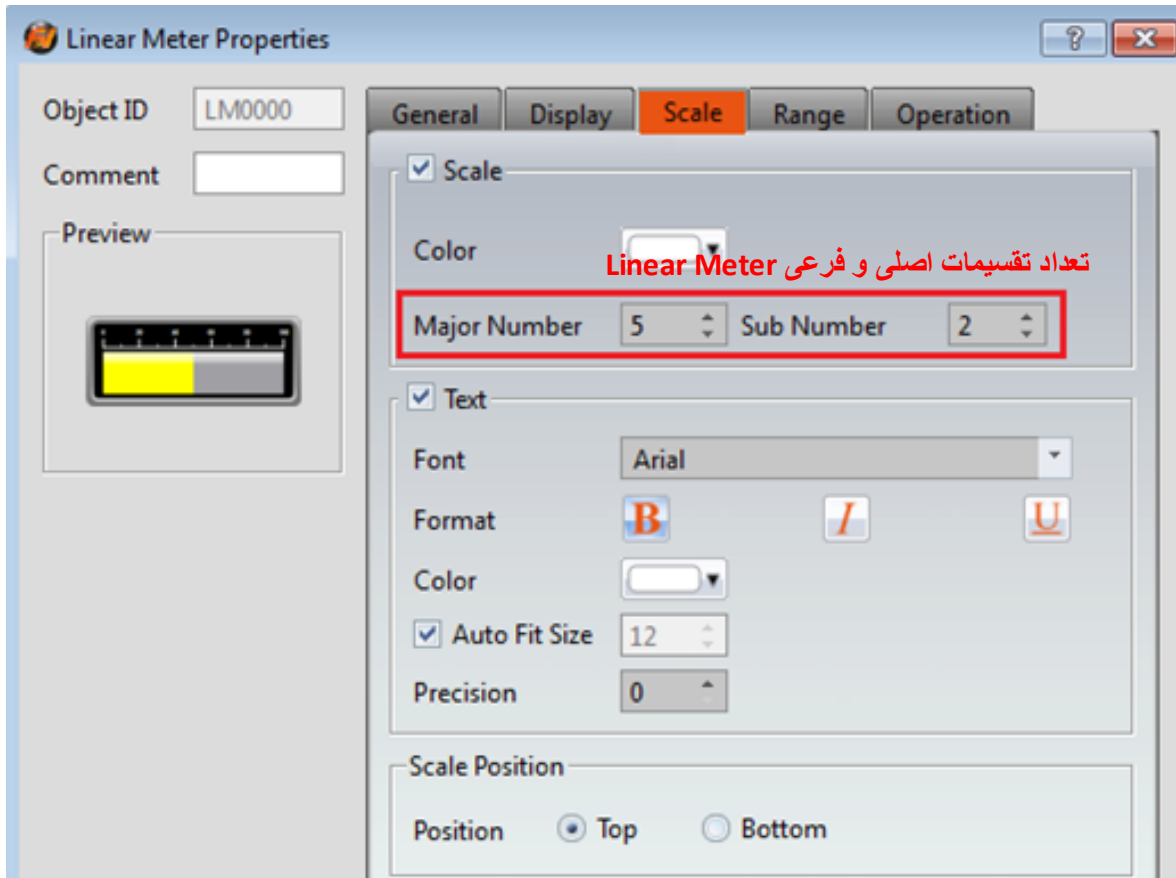 Linear Meter Properties
Object ID LM0000
Comment
Preview
General Display Scale Range Operation
Scale
Color
تعداد تقسیمات اصلی و فرعی Linear Meter
Major Number 5 Sub Number 2
Text
Font Arial
Format B I U
Color
Auto Fit Size 12
Precision 0
Scale Position
Position Top Bottom